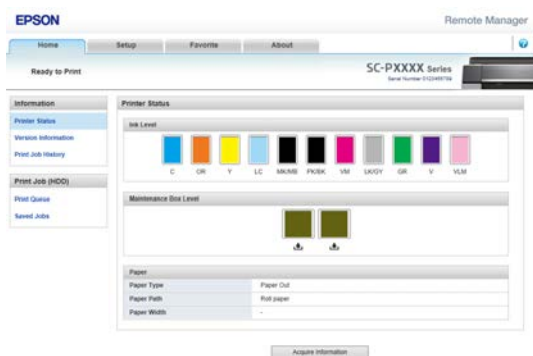 EPSON
Remote Manager
Home Setup Favorite About
Ready to Print
SC-PXXXX Series
Serial Number 0123456789
Information
Printer Status
Version Information
Print Job History
Print Job (HDD)
Print Queue
Saved Jobs
Printer Status
Ink Level
C OR Y LC MK/MB PK/BK VM LK/GY GR V VLM
Maintenance Box Level
Paper
Paper Type Paper Out
Paper Path Roll paper
Paper Width -
Acquire Information